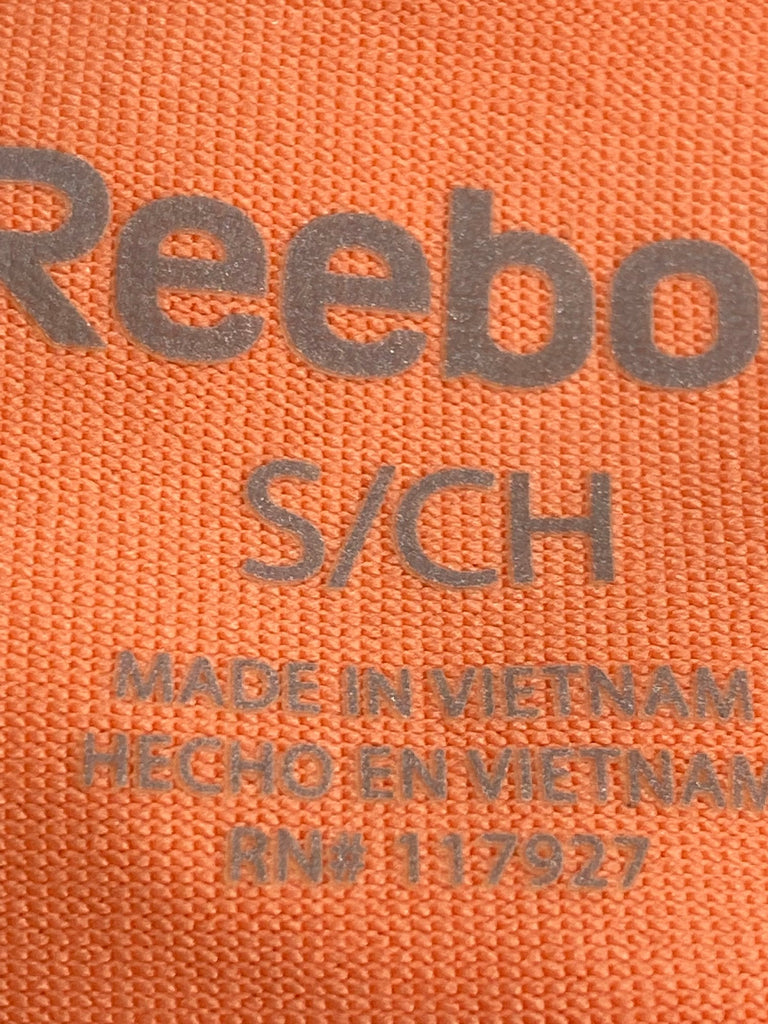 Reebo
S/CH
MADE IN VIETNAM
HECHO EN VIETNAM
RN# 117927